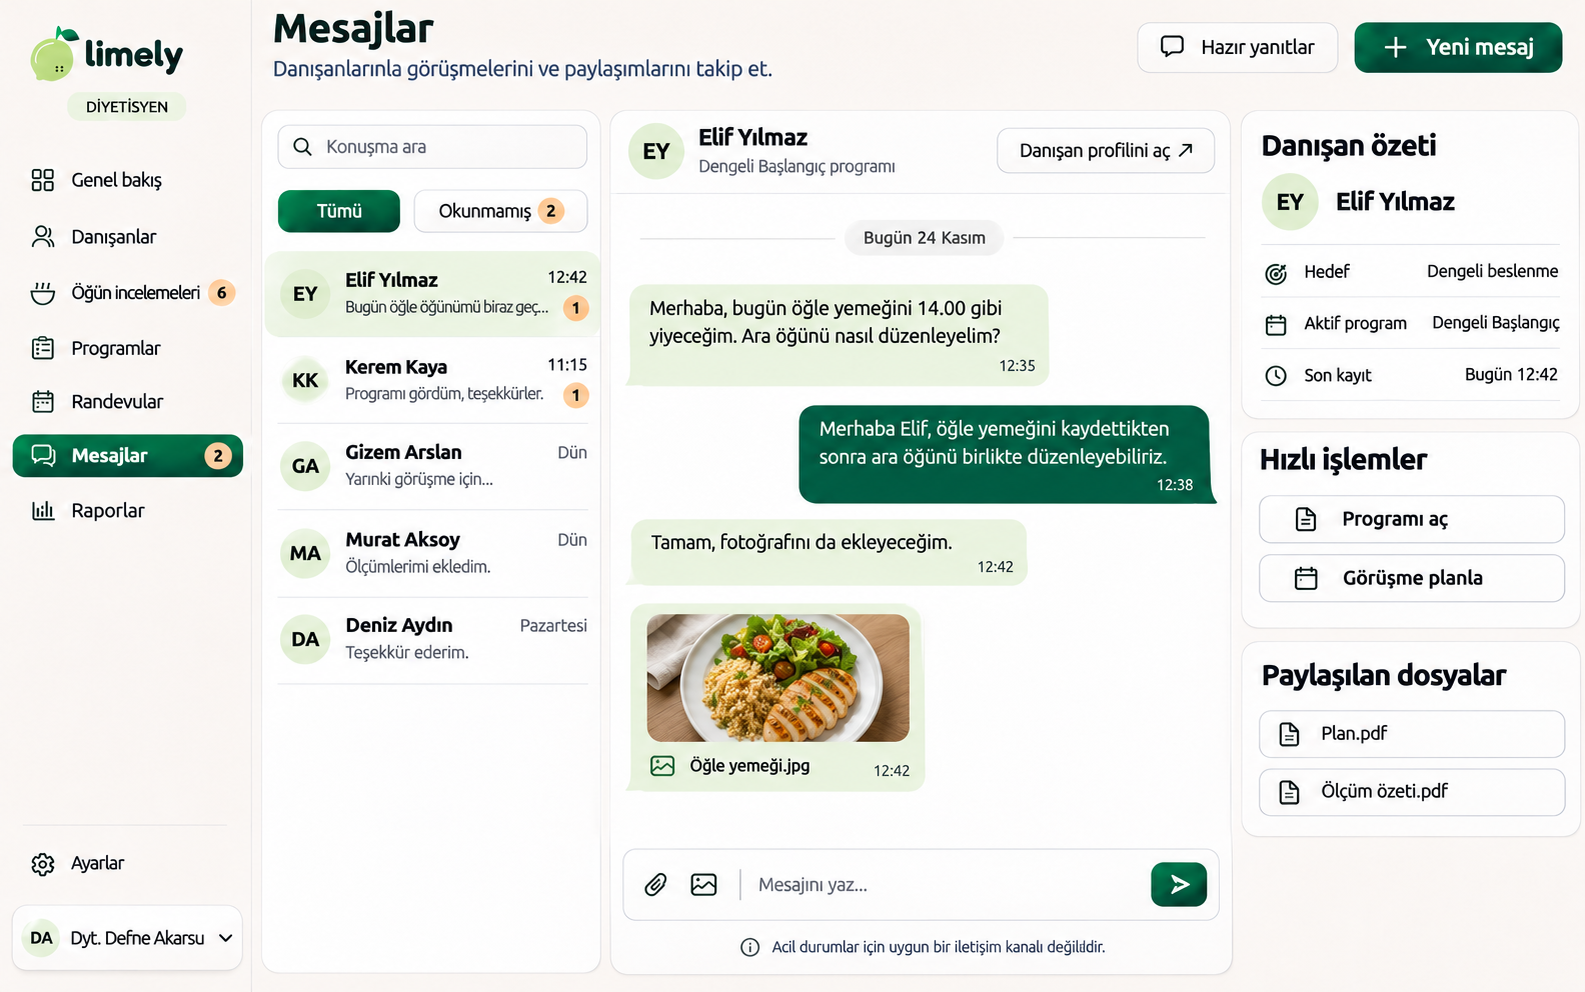 limely
DİYETİSYEN
Genel bakış
Danışanlar
Öğün incelemeleri 6
Programlar
Randevular
Mesajlar 2
Raporlar
Ayarlar
DA Dyt. Defne Akarsu
Mesajlar
Danışanlarınla görüşmelerini ve paylaşımlarını takip et.
Hazır yanıtlar
Yeni mesaj
Konuşma ara
Tümü
Okunmamış 2
EY Elif Yılmaz 12:42
Bugün öğle öğünümü biraz geç... 1
KK Kerem Kaya 11:15
Programı gördüm, teşekkürler. 1
GA Gizem Arslan Dün
Yarınki görüşme için...
MA Murat Aksoy Dün
Ölçümlerimi ekledim.
DA Deniz Aydın Pazartesi
Teşekkür ederim.
EY Elif Yılmaz
Dengeli Başlangıç programı
Danışan profilini aç
Bugün 24 Kasım
Merhaba, bugün öğle yemeğini 14.00 gibi
yiyeceğim. Ara öğünü nasıl düzenleyelim?
12:35
Merhaba Elif, öğle yemeğini kaydettikten
sonra ara öğünü birlikte düzenleyebiliriz.
12:38
Tamam, fotoğrafını da ekleyeceğim.
12:42
Öğle yemeği.jpg 12:42
Mesajını yaz...
Acil durumlar için uygun bir iletişim kanalı değildir.
Danışan özeti
EY Elif Yılmaz
Hedef Dengeli beslenme
Aktif program Dengeli Başlangıç
Son kayıt Bugün 12:42
Hızlı işlemler
Programı aç
Görüşme planla
Paylaşılan dosyalar
Plan.pdf
Ölçüm özeti.pdf